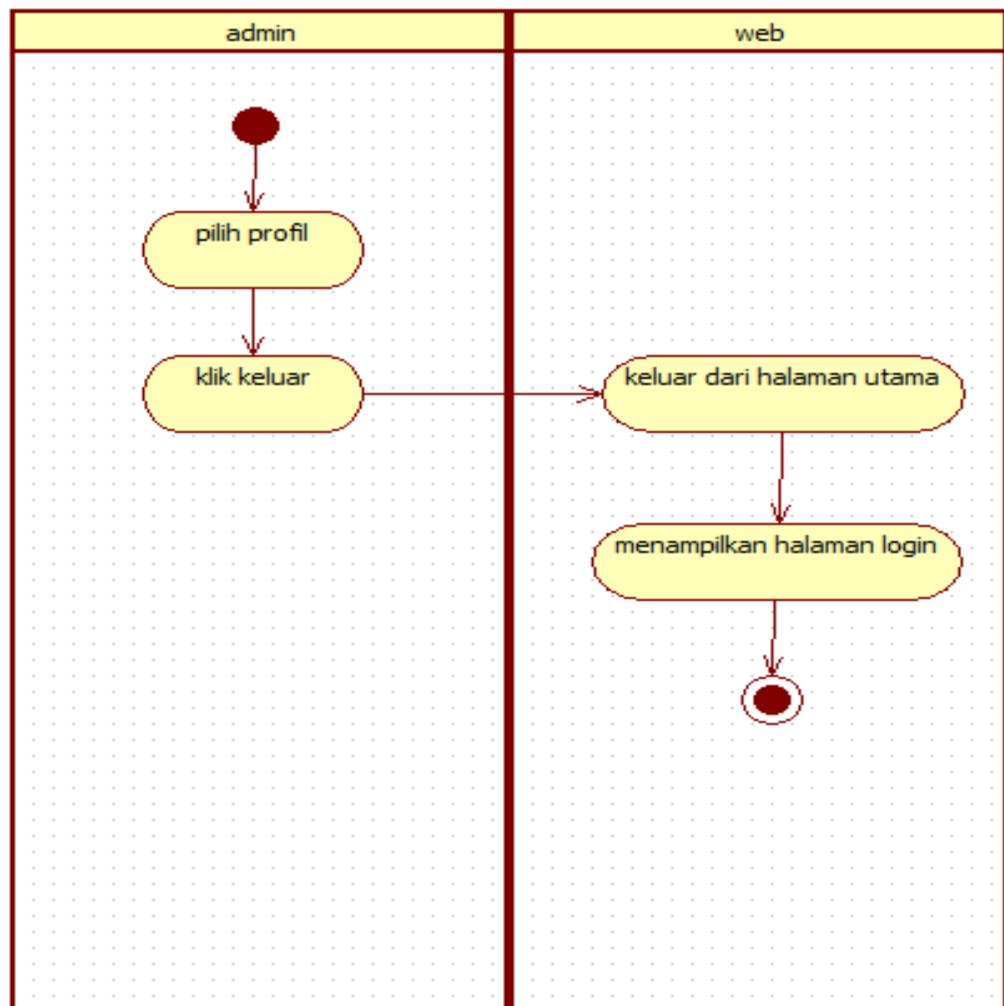 admin
web
pilih profil
klik keluar
keluar dari halaman utama
menampilkan halaman login